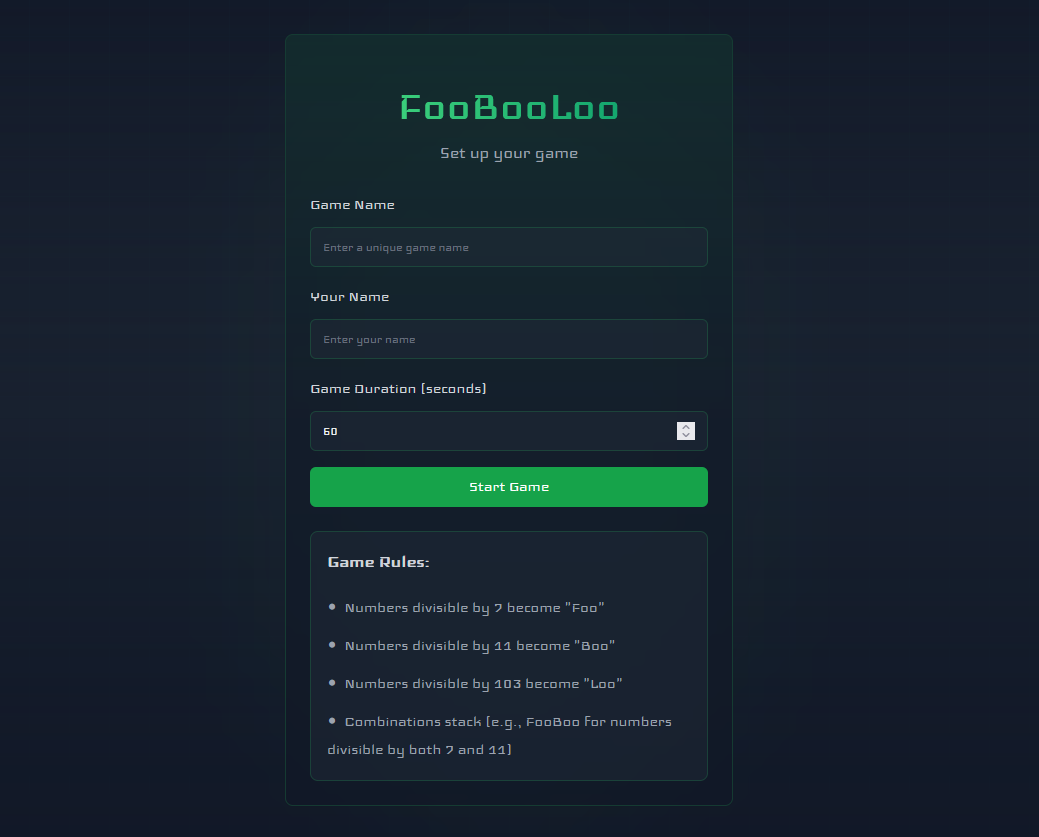 FooBooLoo
Set up your game
Game Name
Enter a unique game name
Your Name
Enter your name
Game Duration (seconds)
60
Start Game
Game Rules:
• Numbers divisible by 7 become "Foo"
• Numbers divisible by 11 become "Boo"
• Numbers divisible by 103 become "Loo"
• Combinations stack (e.g., FooBoo for numbers
divisible by both 7 and 11)